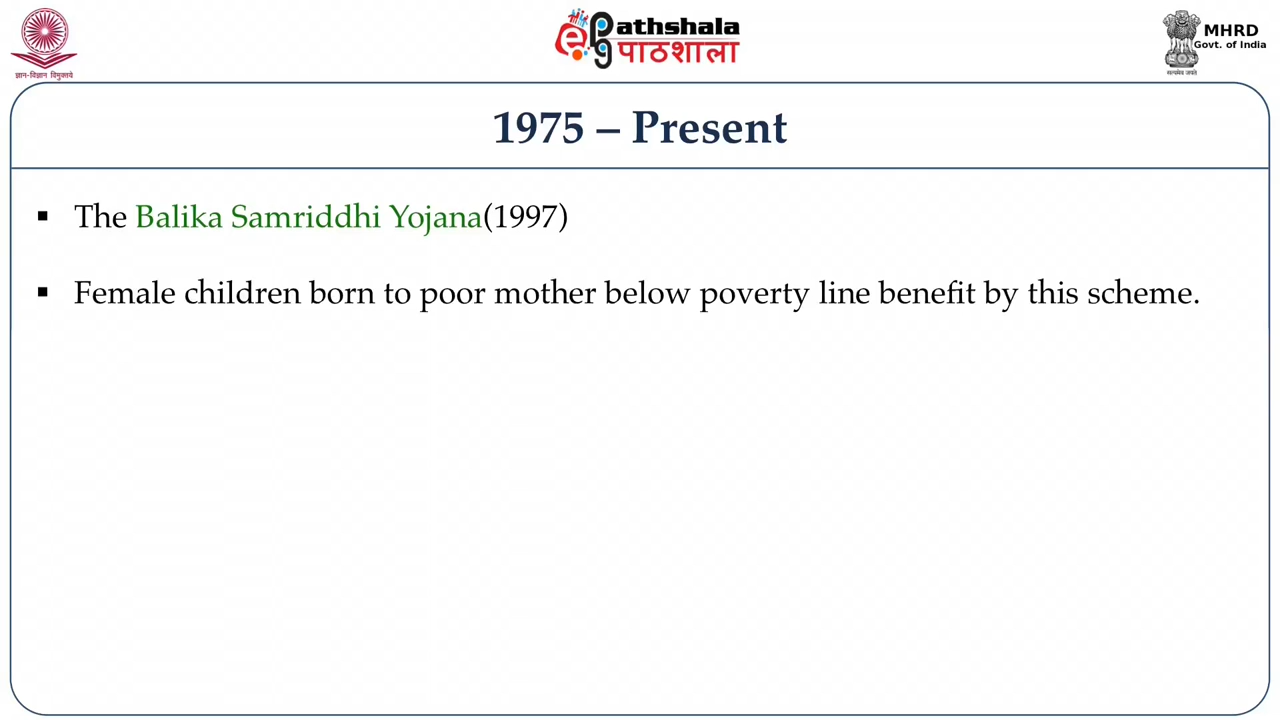 ज्ञान-विज्ञान विमुक्तये
ePG Pathshala
पाठशाला
MHRD
Govt. of India
सत्यमेव जयते
1975 – Present
▪ The Balika Samriddhi Yojana(1997)
▪ Female children born to poor mother below poverty line benefit by this scheme.